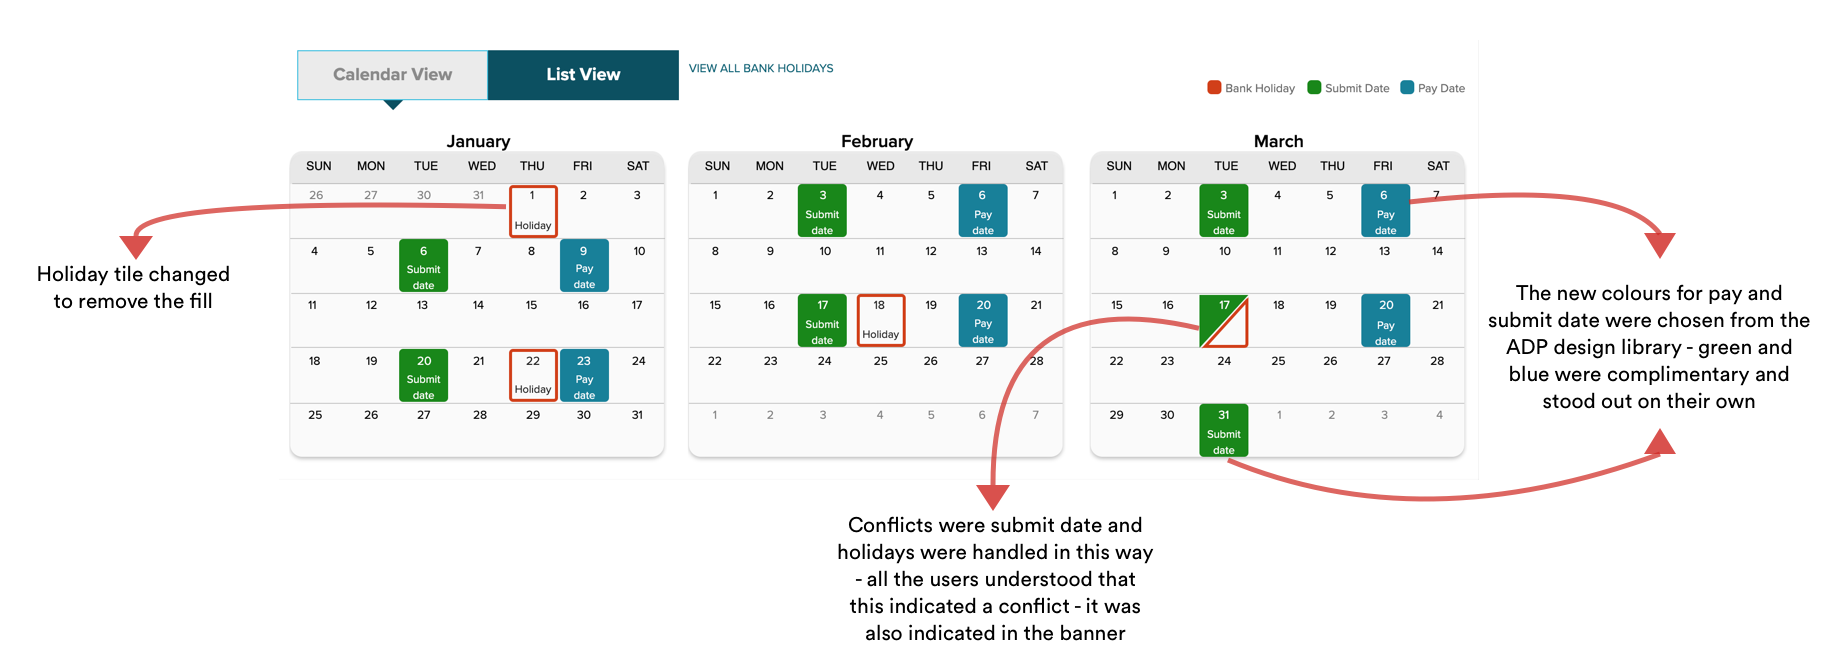 Calendar View
List View
VIEW ALL BANK HOLIDAYS
Bank Holiday
Submit Date
Pay Date
January
SUN MON TUE WED THU FRI SAT
26 27 30 31 1 2 3
Holiday
4 5 6 7 8 9 10
Submit Pay
date date
11 12 13 14 15 16 17
18 19 20 21 22 23 24
Submit Holiday Pay
date date
25 26 27 28 29 30 31
February
SUN MON TUE WED THU FRI SAT
1 2 3 4 5 6 7
Submit Pay
date date
8 9 10 11 12 13 14
15 16 17 18 19 20 21
Submit Holiday Pay
date date
22 23 24 25 26 27 28
1 2 3 4 5 6 7
March
SUN MON TUE WED THU FRI SAT
1 2 3 4 5 6 7
Submit Pay
date date
8 9 10 11 12 13 14
15 16 17 18 19 20 21
Pay
date
22 23 24 25 26 27 28
29 30 31 1 2 3 4
Submit
date
Holiday tile changed
to remove the fill
The new colours for pay and
submit date were chosen from the
ADP design library - green and
blue were complimentary and
stood out on their own
Conflicts were submit date and
holidays were handled in this way
- all the users understood that
this indicated a conflict - it was
also indicated in the banner